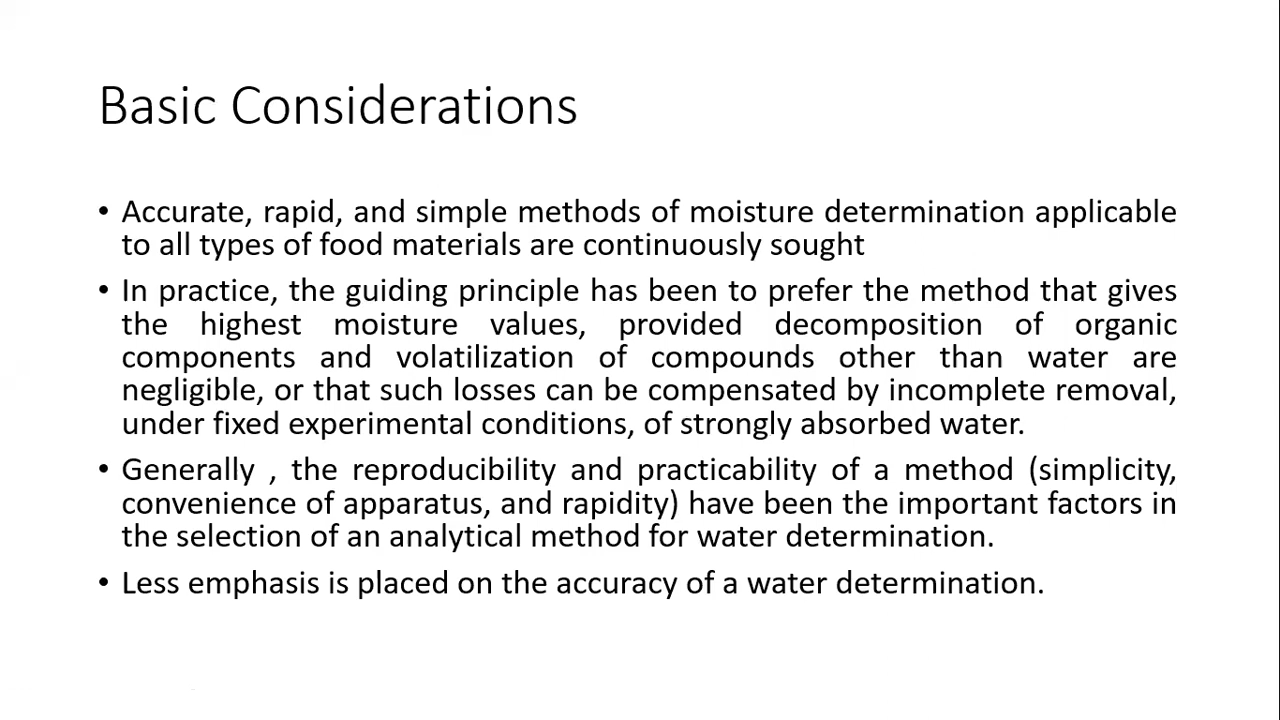 Basic Considerations
• Accurate, rapid, and simple methods of moisture determination applicable
to all types of food materials are continuously sought
• In practice, the guiding principle has been to prefer the method that gives
the highest moisture values, provided decomposition of organic
components and volatilization of compounds other than water are
negligible, or that such losses can be compensated by incomplete removal,
under fixed experimental conditions, of strongly absorbed water.
• Generally , the reproducibility and practicability of a method (simplicity,
convenience of apparatus, and rapidity) have been the important factors in
the selection of an analytical method for water determination.
• Less emphasis is placed on the accuracy of a water determination.